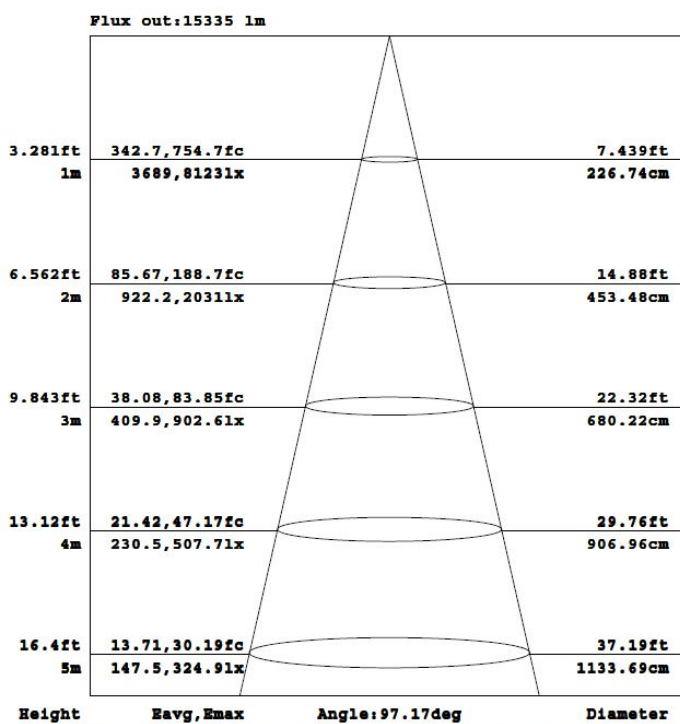 Flux out:15335 lm
3.281ft 342.7,754.7fc 7.439ft
1m 3689,8123lx 226.74cm
6.562ft 85.67,188.7fc 14.88ft
2m 922.2,2031lx 453.48cm
9.843ft 38.08,83.85fc 22.32ft
3m 409.9,902.6lx 680.22cm
13.12ft 21.42,47.17fc 29.76ft
4m 230.5,507.7lx 906.96cm
16.4ft 13.71,30.19fc 37.19ft
5m 147.5,324.9lx 1133.69cm
Height Eavg,Emax Angle:97.17deg Diameter